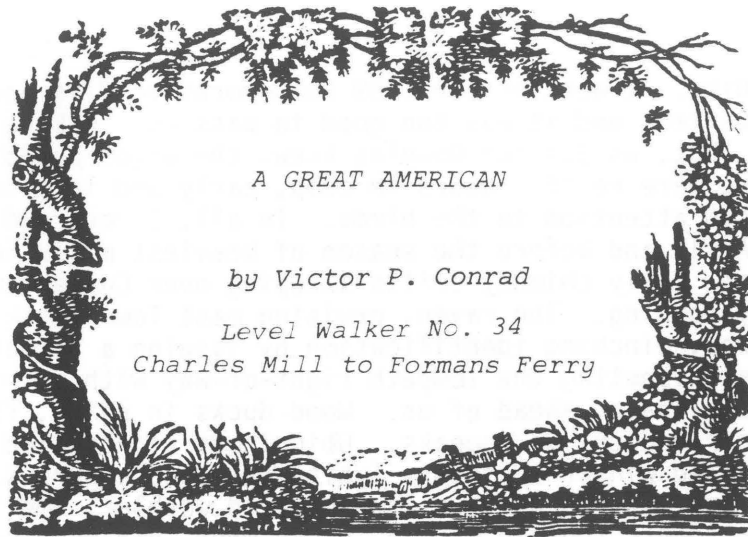 A GREAT AMERICAN
by Victor P. Conrad
Level Walker No. 34
Charles Mill to Formans Ferry